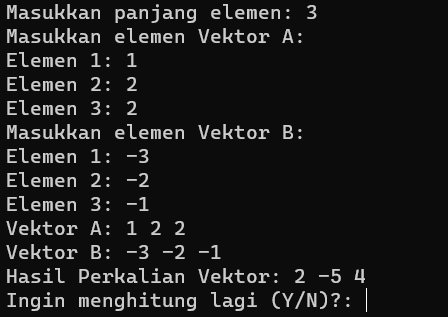 Masukkan panjang elemen: 3
Masukkan elemen Vektor A:
Elemen 1: 1
Elemen 2: 2
Elemen 3: 2
Masukkan elemen Vektor B:
Elemen 1: -3
Elemen 2: -2
Elemen 3: -1
Vektor A: 1 2 2
Vektor B: -3 -2 -1
Hasil Perkalian Vektor: 2 -5 4
Ingin menghitung lagi (Y/N)?: